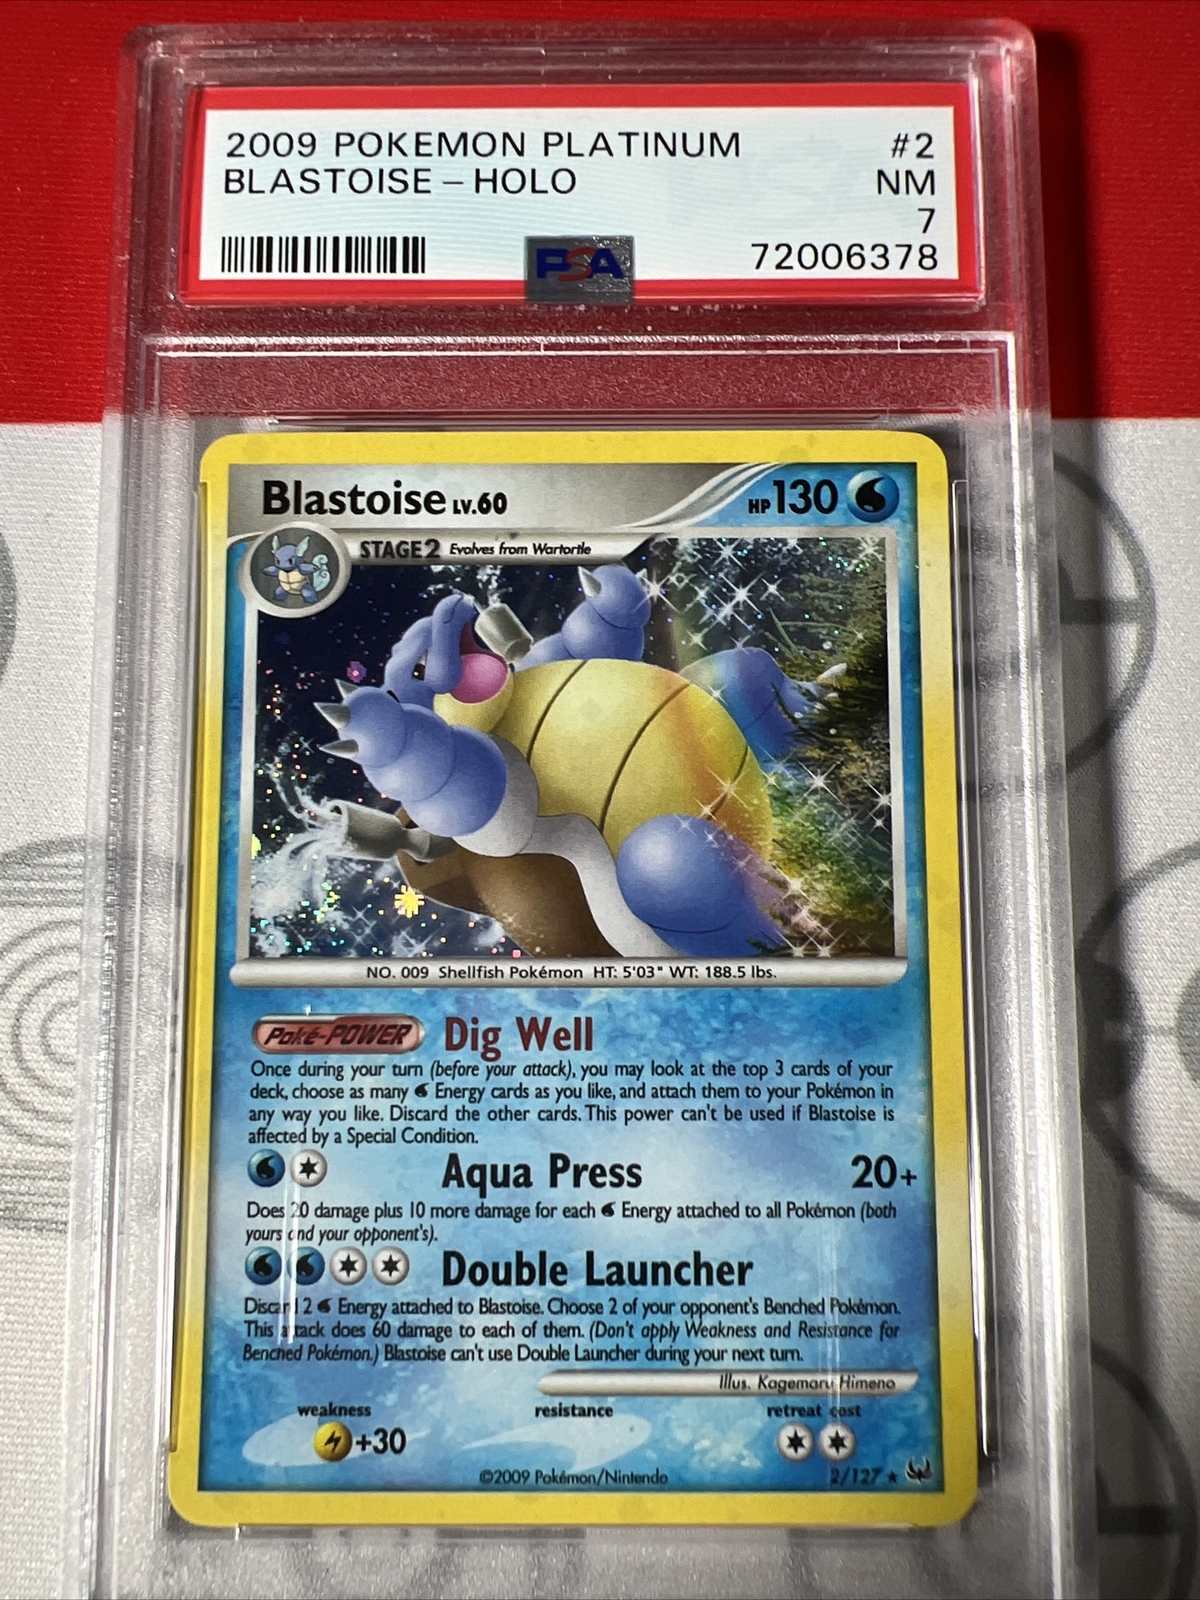 2009 POKEMON PLATINUM #2
BLASTOISE – HOLO NM
7
PSA 72006378
Blastoise LV.60 HP 130
STAGE 2 Evolves from Wartortle
NO. 009 Shellfish Pokémon HT: 5'03" WT: 188.5 lbs.
Poké-POWER Dig Well
Once during your turn (before your attack), you may look at the top 3 cards of your
deck, choose as many Energy cards as you like, and attach them to your Pokémon in
any way you like. Discard the other cards. This power can't be used if Blastoise is
affected by a Special Condition.
Aqua Press 20+
Does 20 damage plus 10 more damage for each Energy attached to all Pokémon (both
yours and your opponent's).
Double Launcher
Discard 2 Energy attached to Blastoise. Choose 2 of your opponent's Benched Pokémon.
This attack does 60 damage to each of them. (Don't apply Weakness and Resistance for
Benched Pokémon.) Blastoise can't use Double Launcher during your next turn.
Illus. Kagemaru Himeno
weakness resistance retreat cost
+30
©2009 Pokémon/Nintendo 2/127 ★